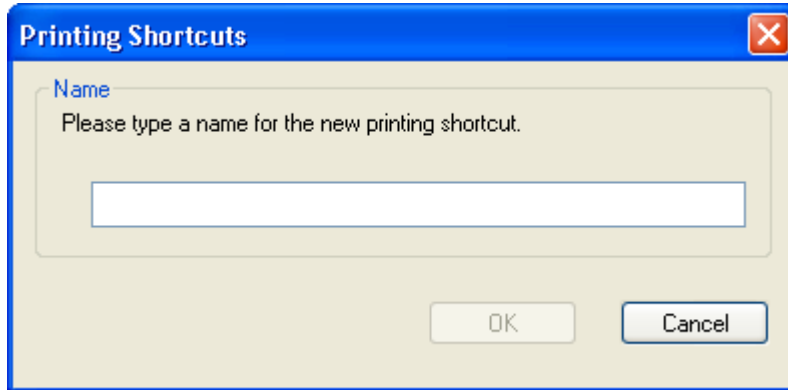 Printing Shortcuts
Name
Please type a name for the new printing shortcut.
OK
Cancel